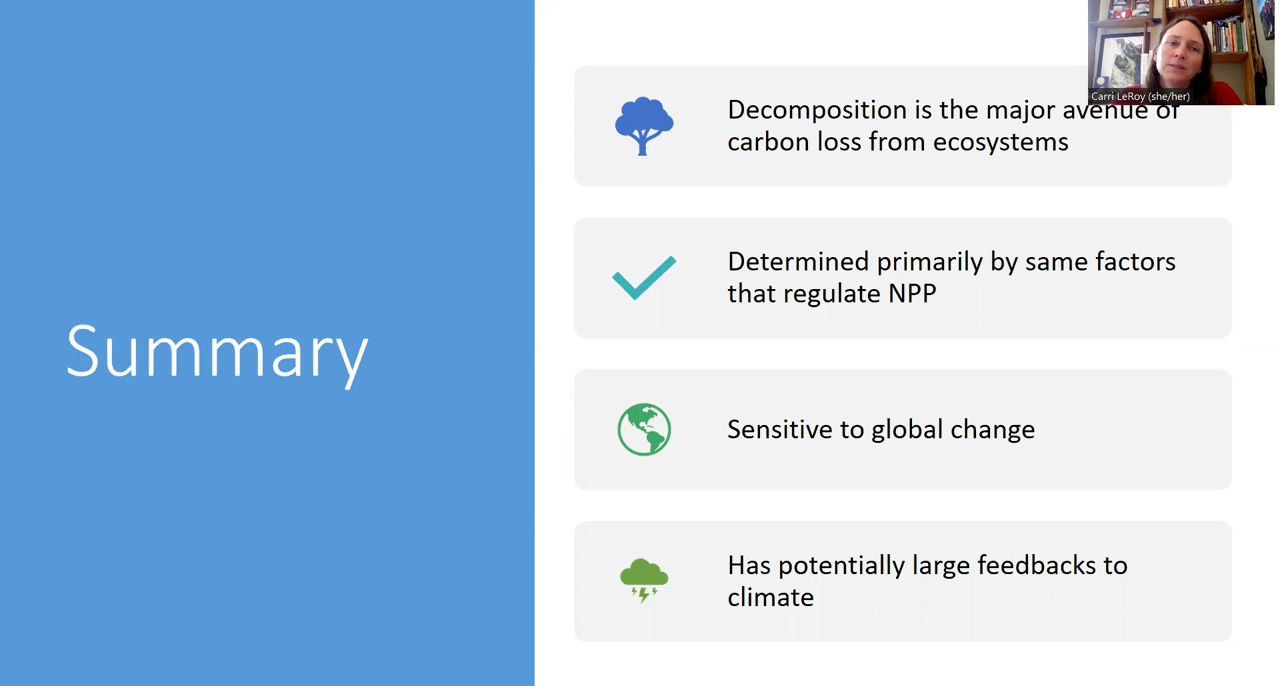 Carri LeRoy (she/her)
Summary
Decomposition is the major avenue of
carbon loss from ecosystems
Determined primarily by same factors
that regulate NPP
Sensitive to global change
Has potentially large feedbacks to
climate